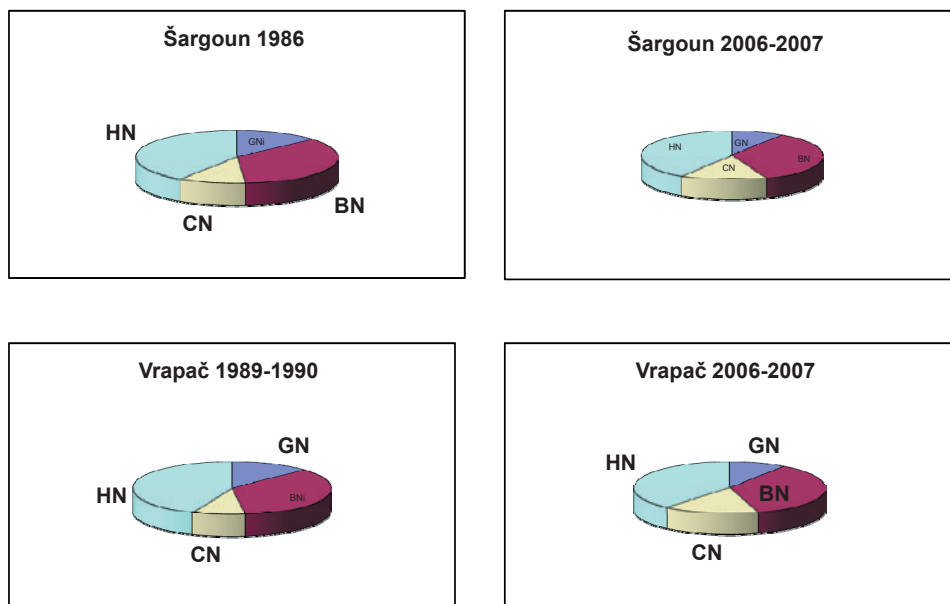 Šargoun 1986
HN
GNi
CN
BN
Šargoun 2006-2007
HN
GN
BN
CN
Vrapač 1989-1990
GN
HN
BNi
CN
Vrapač 2006-2007
HN
GN
BN
CN